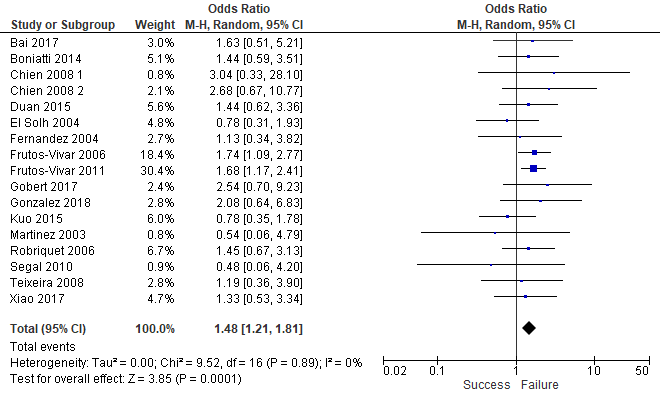 Odds Ratio Odds Ratio
Study or Subgroup Weight M-H, Random, 95% CI M-H, Random, 95% CI
Bai 2017 3.0% 1.63 [0.51, 5.21]
Boniatti 2014 5.1% 1.44 [0.59, 3.51]
Chien 2008 1 0.8% 3.04 [0.33, 28.10]
Chien 2008 2 2.1% 2.68 [0.67, 10.77]
Duan 2015 5.6% 1.44 [0.62, 3.36]
El Solh 2004 4.8% 0.78 [0.31, 1.93]
Fernandez 2004 2.7% 1.13 [0.34, 3.82]
Frutos-Vivar 2006 18.4% 1.74 [1.09, 2.77]
Frutos-Vivar 2011 30.4% 1.68 [1.17, 2.41]
Gobert 2017 2.4% 2.54 [0.70, 9.23]
Gonzalez 2018 2.8% 2.08 [0.64, 6.83]
Kuo 2015 6.0% 0.78 [0.35, 1.78]
Martinez 2003 0.8% 0.54 [0.06, 4.79]
Robriquet 2006 6.7% 1.45 [0.67, 3.13]
Segal 2010 0.9% 0.48 [0.06, 4.20]
Teixeira 2008 2.8% 1.19 [0.36, 3.90]
Xiao 2017 4.7% 1.33 [0.53, 3.34]
Total (95% CI) 100.0% 1.48 [1.21, 1.81]
Total events
Heterogeneity: Tau² = 0.00; Chi² = 9.52, df = 16 (P = 0.89); I² = 0%
Test for overall effect: Z = 3.85 (P = 0.0001)
0.02 0.1 1 10 50
Success Failure